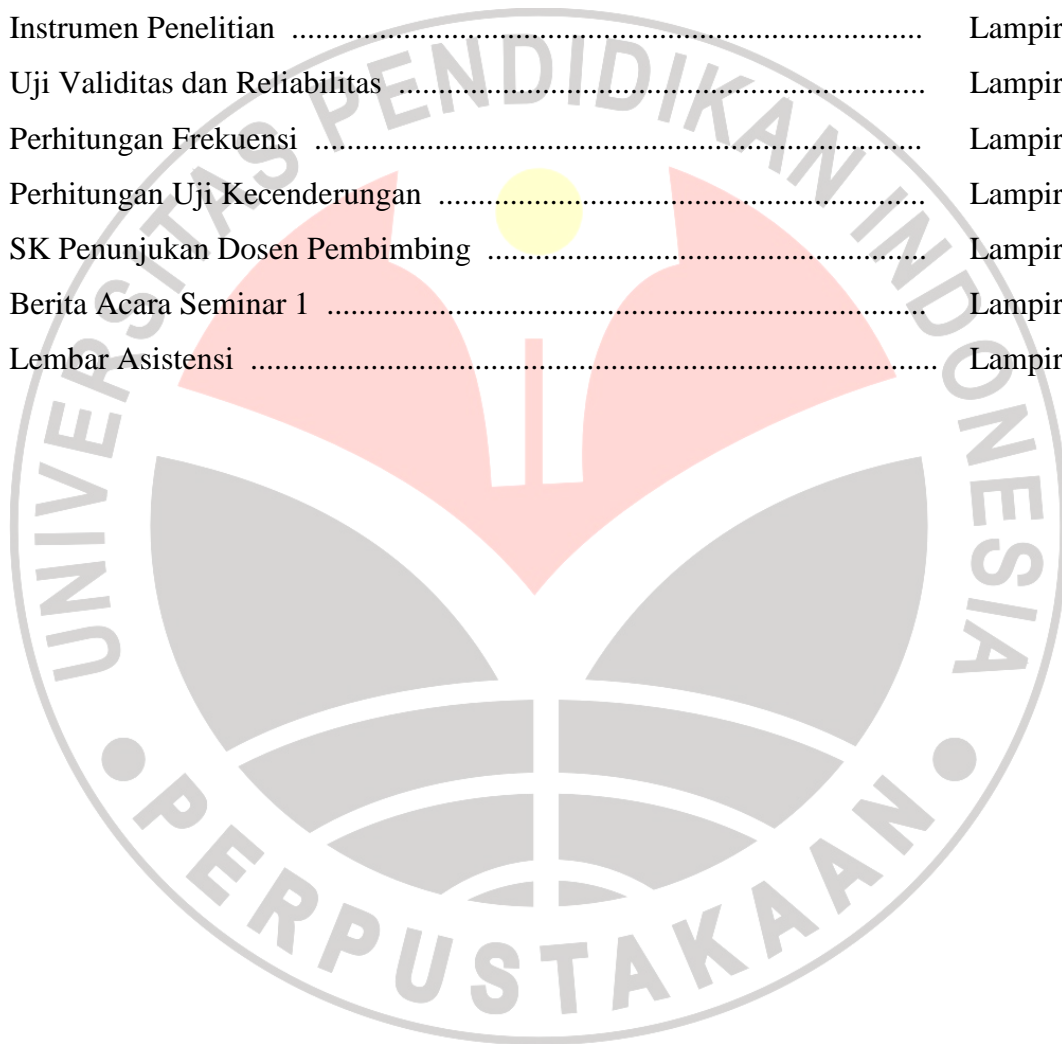 Instrumen Penelitian .................................................................................. Lampir
Uji Validitas dan Reliabilitas .................................................................... Lampir
Perhitungan Frekuensi .............................................................................. Lampir
Perhitungan Uji Kecenderungan ............................................................... Lampir
SK Penunjukan Dosen Pembimbing ......................................................... Lampir
Berita Acara Seminar 1 ............................................................................. Lampir
Lembar Asistensi ........................................................................................ Lampir
UNIVERSITAS PENDIDIKAN INDONESIA
PERPUSTAKAAN